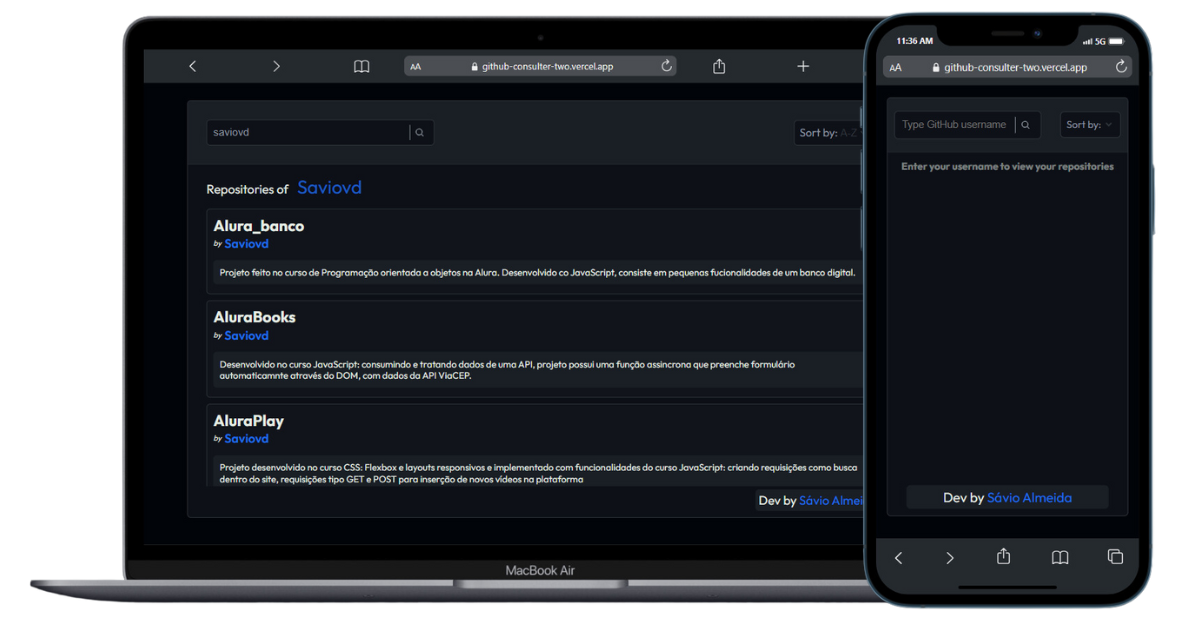 AA github-consulter-two.vercel.app
saviovd
Sort by: A-Z
Repositories of Saviovd
Alura_banco
by Saviovd
Projeto feito no curso de Programação orientada a objetos na Alura. Desenvolvido co JavaScript, consiste em pequenas fucionalidades de um banco digital.
AluraBooks
by Saviovd
Desenvolvido no curso JavaScript: consumindo e tratando dados de uma API, projeto possui uma função assincrona que preenche formulário
automaticamnte através do DOM, com dados da API ViaCEP.
AluraPlay
by Saviovd
Projeto desenvolvido no curso CSS: Flexbox e layouts responsivos e implementado com funcionalidades do curso JavaScript: criando requisições como busca
dentro do site, requisições tipo GET e POST para inserção de novos vídeos na plataforma
Dev by Sávio Almei
MacBook Air
11:36 AM 5G
AA github-consulter-two.vercel.app
Type GitHub username Sort by:
Enter your username to view your repositories
Dev by Sávio Almeida